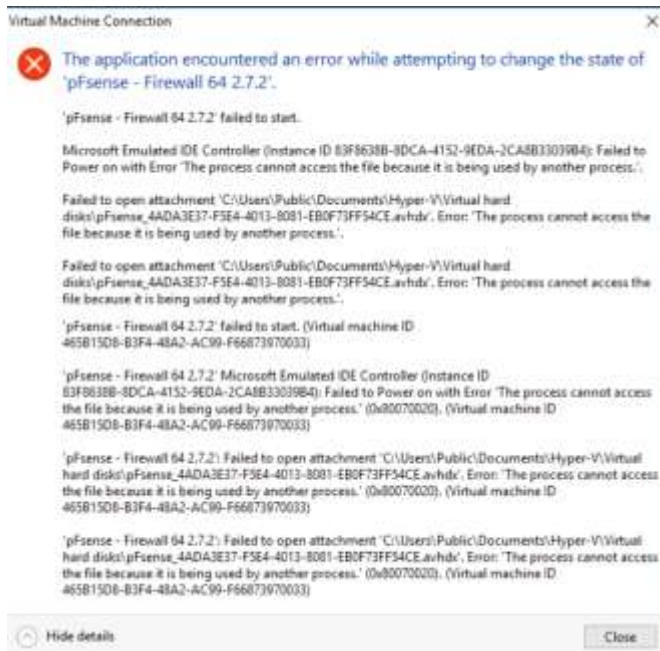 Virtual Machine Connection
The application encountered an error while attempting to change the state of
'pFsense - Firewall 64 2.7.2'.
'pFsense - Firewall 64 2.7.2' failed to start.
Microsoft Emulated IDE Controller (Instance ID 83F8638B-8DCA-4152-9EDA-2CA8B33039B4): Failed to
Power on with Error 'The process cannot access the file because it is being used by another process.'.
Failed to open attachment 'C:\Users\Public\Documents\Hyper-V\Virtual hard
disks\pFsense_4ADA3E37-F5E4-4013-8081-EB0F73FF54CE.avhdx'. Error: 'The process cannot access the
file because it is being used by another process.'.
Failed to open attachment 'C:\Users\Public\Documents\Hyper-V\Virtual hard
disks\pFsense_4ADA3E37-F5E4-4013-8081-EB0F73FF54CE.avhdx'. Error: 'The process cannot access the
file because it is being used by another process.'.
'pFsense - Firewall 64 2.7.2' failed to start. (Virtual machine ID
465B15D8-B3F4-48A2-AC99-F66873970033)
'pFsense - Firewall 64 2.7.2' Microsoft Emulated IDE Controller (Instance ID
83F8638B-8DCA-4152-9EDA-2CA8B33039B4): Failed to Power on with Error 'The process cannot access
the file because it is being used by another process.' (0x80070020). (Virtual machine ID
465B15D8-B3F4-48A2-AC99-F66873970033)
'pFsense - Firewall 64 2.7.2': Failed to open attachment 'C:\Users\Public\Documents\Hyper-V\Virtual
hard disks\pFsense_4ADA3E37-F5E4-4013-8081-EB0F73FF54CE.avhdx'. Error: 'The process cannot access
the file because it is being used by another process.' (0x80070020). (Virtual machine ID
465B15D8-B3F4-48A2-AC99-F66873970033)
'pFsense - Firewall 64 2.7.2': Failed to open attachment 'C:\Users\Public\Documents\Hyper-V\Virtual
hard disks\pFsense_4ADA3E37-F5E4-4013-8081-EB0F73FF54CE.avhdx'. Error: 'The process cannot access
the file because it is being used by another process.' (0x80070020). (Virtual machine ID
465B15D8-B3F4-48A2-AC99-F66873970033)
Hide details
Close